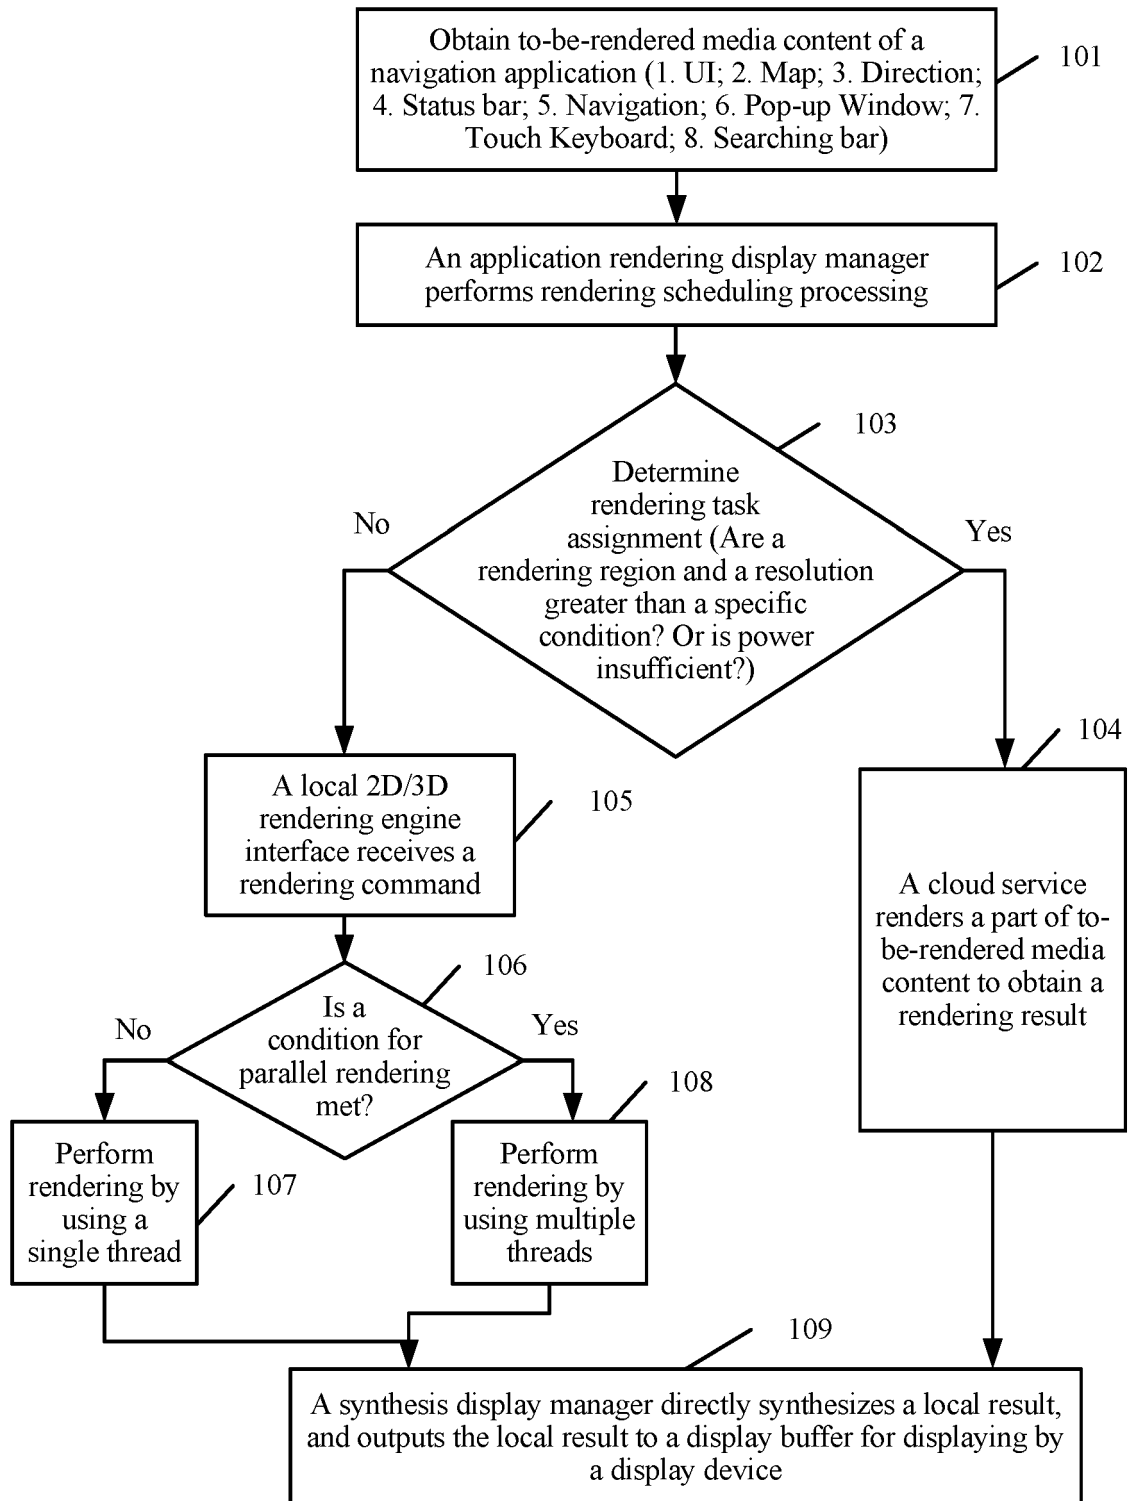 Obtain to-be-rendered media content of a
navigation application (1. UI; 2. Map; 3. Direction;
4. Status bar; 5. Navigation; 6. Pop-up Window; 7.
Touch Keyboard; 8. Searching bar)
101
An application rendering display manager
performs rendering scheduling processing
102
103
Determine
rendering task
assignment (Are a
rendering region and a resolution
greater than a specific
condition? Or is power
insufficient?)
No
Yes
104
A local 2D/3D
rendering engine
interface receives a
rendering command
105
A cloud service
renders a part of to-
be-rendered media
content to obtain a
rendering result
106
Is a
condition for
parallel rendering
met?
No
Yes
108
Perform
rendering by
using a
single thread
107
Perform
rendering by
using multiple
threads
109
A synthesis display manager directly synthesizes a local result,
and outputs the local result to a display buffer for displaying by
a display device